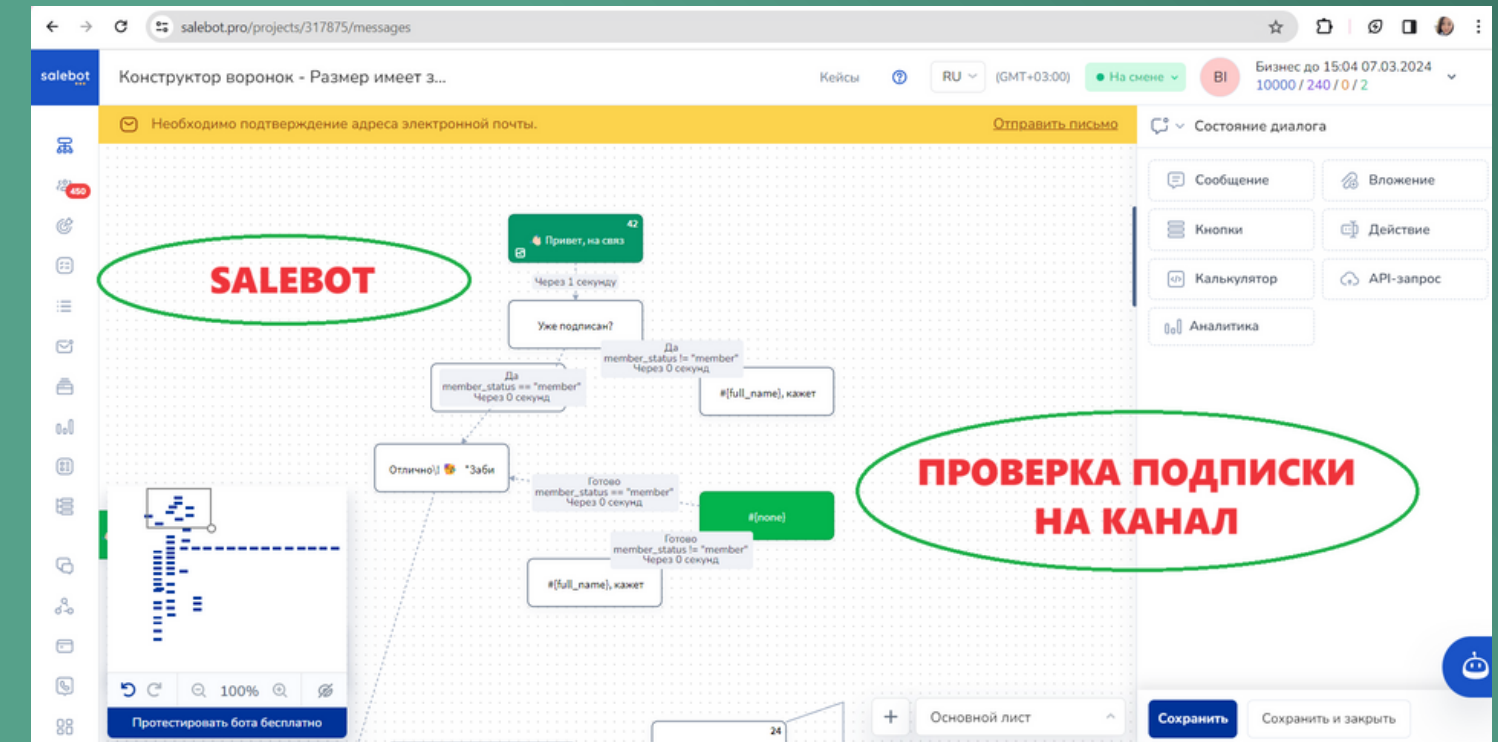 salebot.pro/projects/317875/messages
salebot
Конструктор воронок - Размер имеет з...
Кейсы
RU
(GMT+03:00)
На смене
BI
Бизнес до 15:04 07.03.2024
10000 / 240 / 0 / 2
Необходимо подтверждение адреса электронной почты.
Отправить письмо
Состояние диалога
450
Сообщение
Вложение
Кнопки
Действие
Калькулятор
API-запрос
Аналитика
SALEBOT
42
Привет, на связ
Через 1 секунду
Уже подписан?
Да
member_status != "member"
Через 0 секунд
Да
member_status == "member"
Через 0 секунд
#{full_name}, кажет
Отлично\! "Заби
Готово
member_status == "member"
Через 0 секунд
#{none}
Готово
member_status != "member"
Через 0 секунд
#{full_name}, кажет
ПРОВЕРКА ПОДПИСКИ
НА КАНАЛ
100%
Протестировать бота бесплатно
24
Основной лист
Сохранить
Сохранить и закрыть